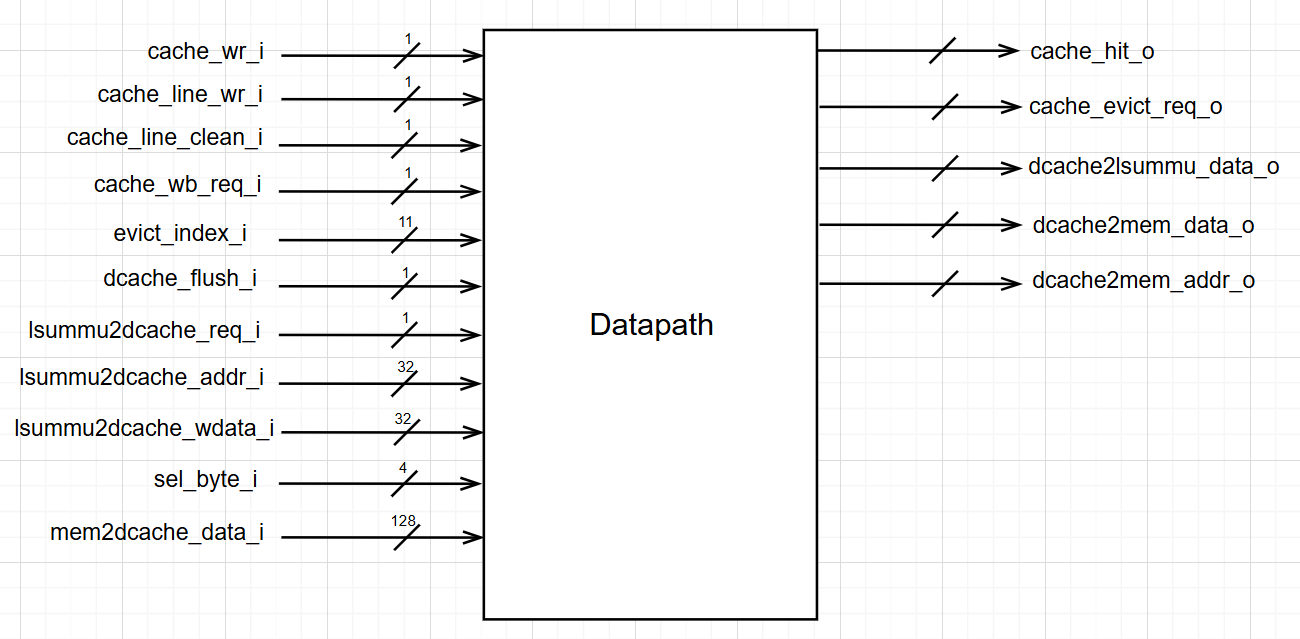 cache_wr_i
1
cache_line_wr_i
1
cache_line_clean_i
1
cache_wb_req_i
1
evict_index_i
11
dcache_flush_i
1
lsummu2dcache_req_i
1
lsummu2dcache_addr_i
32
lsummu2dcache_wdata_i
32
sel_byte_i
4
mem2dcache_data_i
128
Datapath
cache_hit_o
cache_evict_req_o
dcache2lsummu_data_o
dcache2mem_data_o
dcache2mem_addr_o